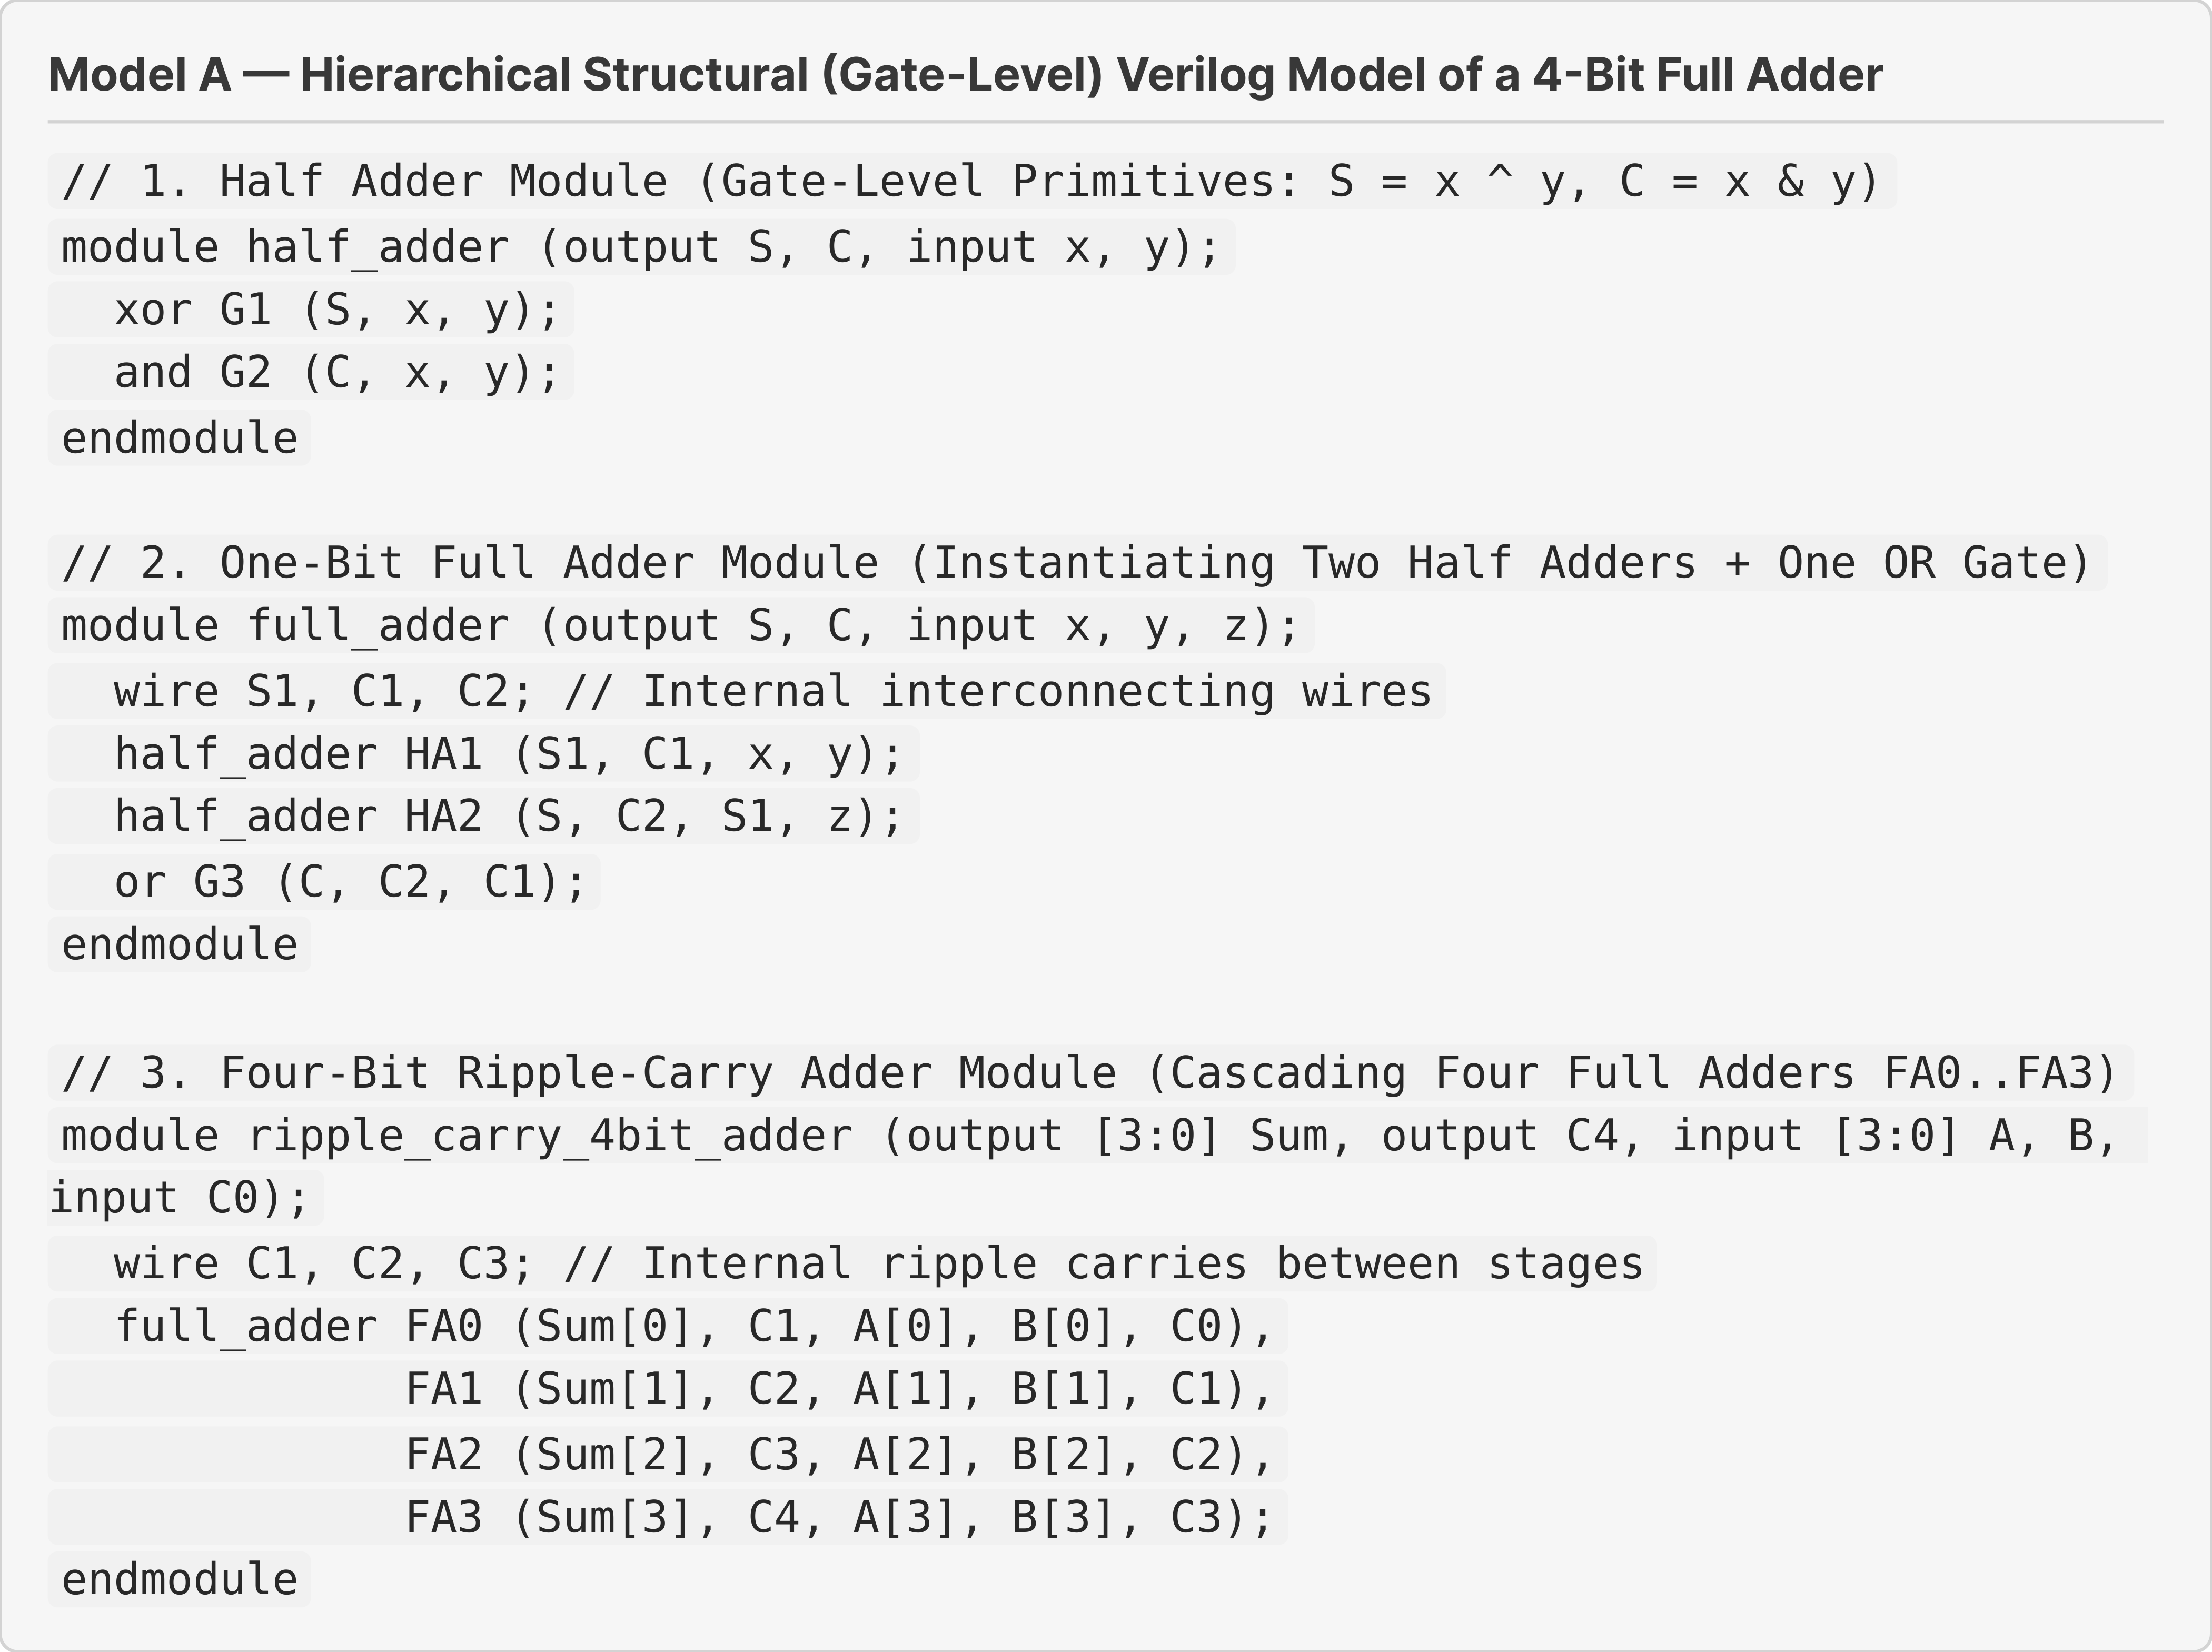 Model A — Hierarchical Structural (Gate-Level) Verilog Model of a 4-Bit Full Adder
// 1. Half Adder Module (Gate-Level Primitives: S = x ^ y, C = x & y)
module half_adder (output S, C, input x, y);
  xor G1 (S, x, y);
  and G2 (C, x, y);
endmodule
// 2. One-Bit Full Adder Module (Instantiating Two Half Adders + One OR Gate)
module full_adder (output S, C, input x, y, z);
  wire S1, C1, C2; // Internal interconnecting wires
  half_adder HA1 (S1, C1, x, y);
  half_adder HA2 (S, C2, S1, z);
  or G3 (C, C2, C1);
endmodule
// 3. Four-Bit Ripple-Carry Adder Module (Cascading Four Full Adders FA0..FA3)
module ripple_carry_4bit_adder (output [3:0] Sum, output C4, input [3:0] A, B,
input C0);
  wire C1, C2, C3; // Internal ripple carries between stages
  full_adder FA0 (Sum[0], C1, A[0], B[0], C0),
             FA1 (Sum[1], C2, A[1], B[1], C1),
             FA2 (Sum[2], C3, A[2], B[2], C2),
             FA3 (Sum[3], C4, A[3], B[3], C3);
endmodule